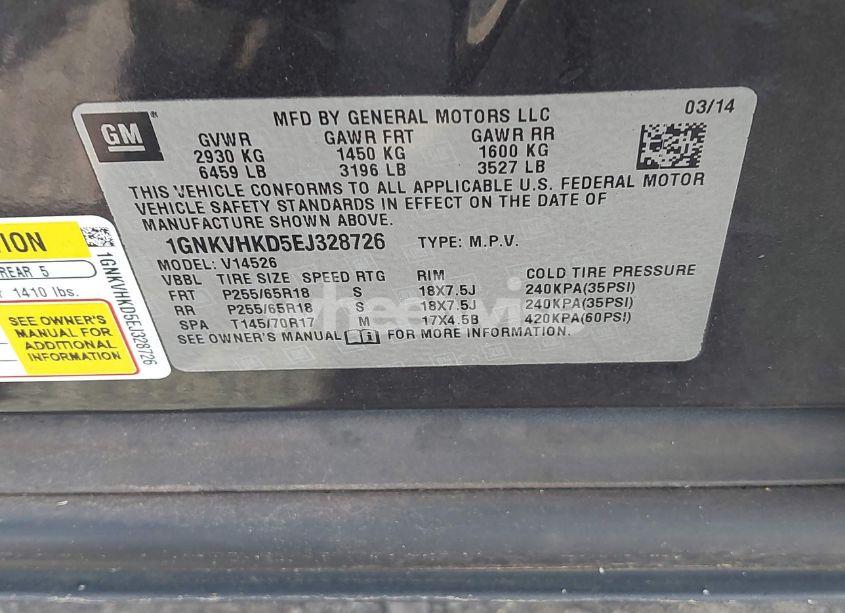 GM
MFD BY GENERAL MOTORS LLC 03/14
GVWR GAWR FRT GAWR RR
2930 KG 1450 KG 1600 KG
6459 LB 3196 LB 3527 LB
THIS VEHICLE CONFORMS TO ALL APPLICABLE U.S. FEDERAL MOTOR
VEHICLE SAFETY STANDARDS IN EFFECT ON THE DATE OF
MANUFACTURE SHOWN ABOVE.
1GNKVHKD5EJ328726 TYPE: M.P.V.
MODEL: V14526
VBBL TIRE SIZE SPEED RTG RIM COLD TIRE PRESSURE
FRT P255/65R18 S 18X7.5J 240KPA(35PSI)
RR P255/65R18 S 18X7.5J 240KPA(35PSI)
SPA T145/70R17 M 17X4.5B 420KPA(60PSI)
SEE OWNER'S MANUAL FOR MORE INFORMATION.
TION
REAR 5
1410 lbs.
SEE OWNER'S
MANUAL FOR
ADDITIONAL
INFORMATION
1GNKVHKD5EJ328726